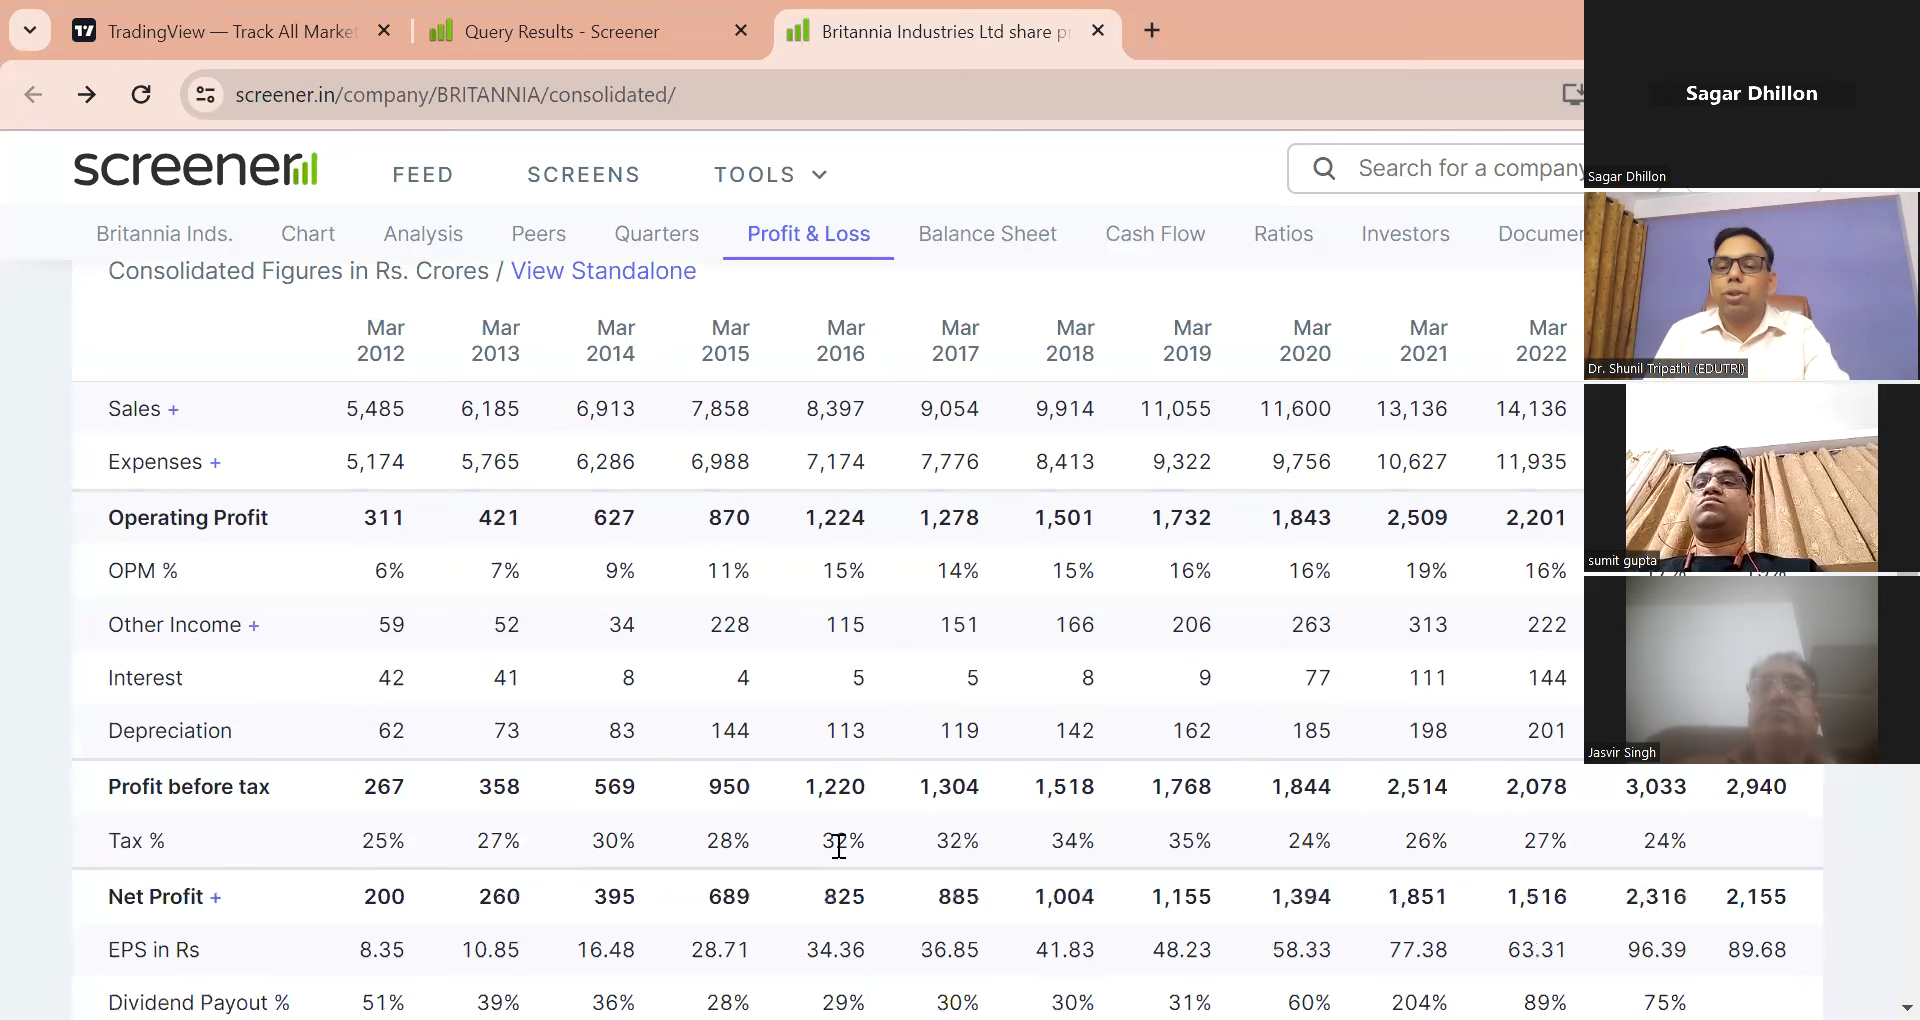 TradingView — Track All Market
Query Results - Screener
Britannia Industries Ltd share p
screener.in/company/BRITANNIA/consolidated/
screener
FEED
SCREENS
TOOLS
Search for a company
Britannia Inds.
Chart
Analysis
Peers
Quarters
Profit & Loss
Balance Sheet
Cash Flow
Ratios
Investors
Documen
Consolidated Figures in Rs. Crores / View Standalone
Mar 2012 Mar 2013 Mar 2014 Mar 2015 Mar 2016 Mar 2017 Mar 2018 Mar 2019 Mar 2020 Mar 2021 Mar 2022
Sales + 5,485 6,185 6,913 7,858 8,397 9,054 9,914 11,055 11,600 13,136 14,136
Expenses + 5,174 5,765 6,286 6,988 7,174 7,776 8,413 9,322 9,756 10,627 11,935
Operating Profit 311 421 627 870 1,224 1,278 1,501 1,732 1,843 2,509 2,201
OPM % 6% 7% 9% 11% 15% 14% 15% 16% 16% 19% 16%
Other Income + 59 52 34 228 115 151 166 206 263 313 222
Interest 42 41 8 4 5 5 8 9 77 111 144
Depreciation 62 73 83 144 113 119 142 162 185 198 201
Profit before tax 267 358 569 950 1,220 1,304 1,518 1,768 1,844 2,514 2,078 3,033 2,940
Tax % 25% 27% 30% 28% 32% 32% 34% 35% 24% 26% 27% 24%
Net Profit + 200 260 395 689 825 885 1,004 1,155 1,394 1,851 1,516 2,316 2,155
EPS in Rs 8.35 10.85 16.48 28.71 34.36 36.85 41.83 48.23 58.33 77.38 63.31 96.39 89.68
Dividend Payout % 51% 39% 36% 28% 29% 30% 30% 31% 60% 204% 89% 75%
Sagar Dhillon
Sagar Dhillon
Dr. Shunil Tripathi (EDUTRI)
sumit gupta
Jasvir Singh